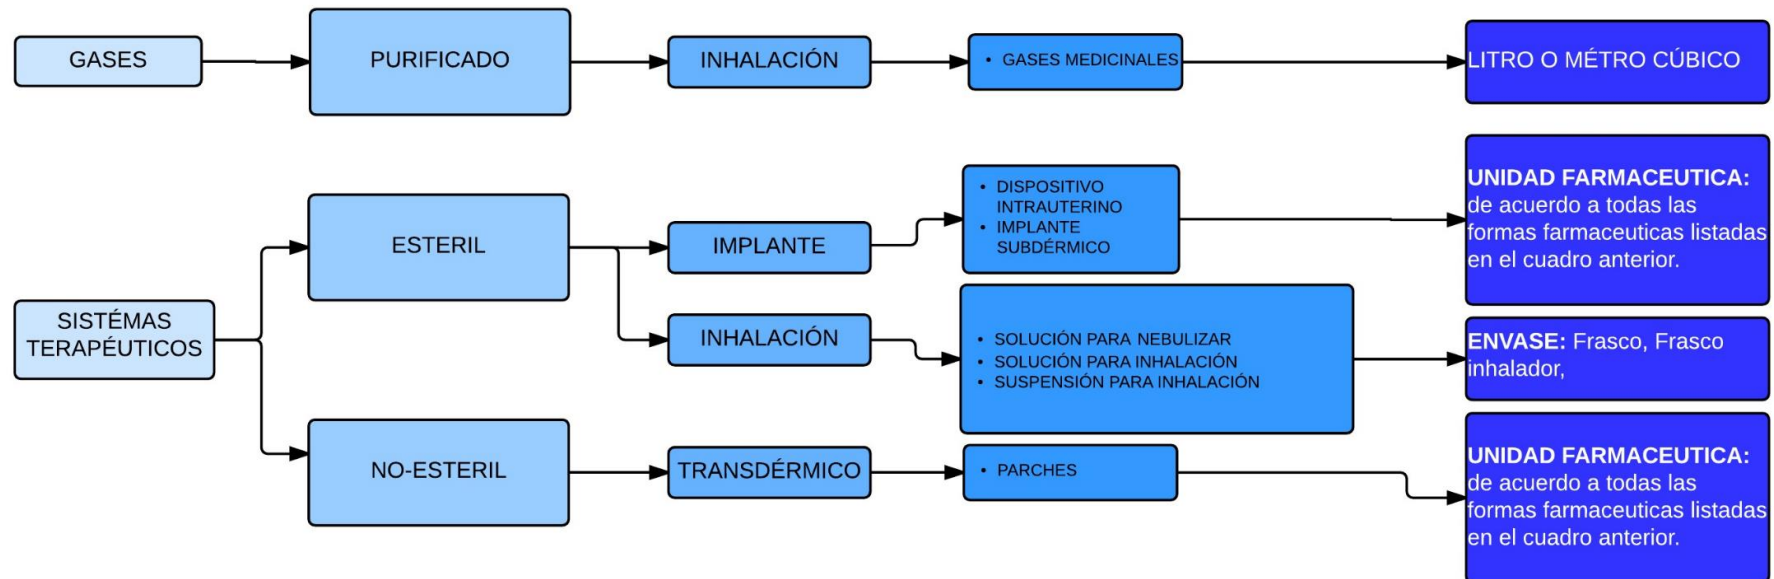 GASES
PURIFICADO
INHALACIÓN
• GASES MEDICINALES
LITRO O MÉTRO CÚBICO
SISTÉMAS
TERAPÉUTICOS
ESTERIL
IMPLANTE
• DISPOSITIVO
INTRAUTERINO
• IMPLANTE
SUBDÉRMICO
UNIDAD FARMACEUTICA:
de acuerdo a todas las
formas farmaceuticas listadas
en el cuadro anterior.
INHALACIÓN
• SOLUCIÓN PARA NEBULIZAR
• SOLUCIÓN PARA INHALACIÓN
• SUSPENSIÓN PARA INHALACIÓN
ENVASE: Frasco, Frasco
inhalador,
NO-ESTERIL
TRANSDÉRMICO
• PARCHES
UNIDAD FARMACEUTICA:
de acuerdo a todas las
formas farmaceuticas listadas
en el cuadro anterior.